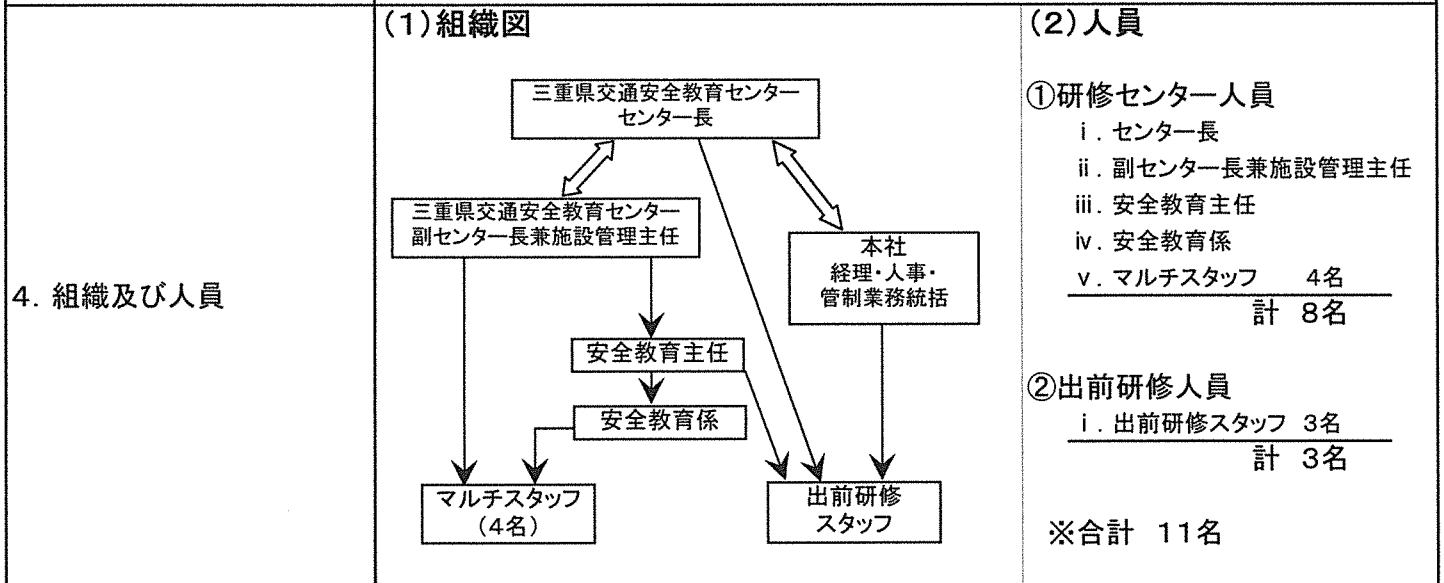 4. 組織及び人員
(1)組織図
三重県交通安全教育センター
センター長
三重県交通安全教育センター
副センター長兼施設管理主任
本社
経理・人事・
管制業務統括
安全教育主任
安全教育係
マルチスタッフ
(4名)
出前研修
スタッフ
(2)人員
①研修センター人員
ⅰ. センター長
ⅱ. 副センター長兼施設管理主任
ⅲ. 安全教育主任
ⅳ. 安全教育係
ⅴ. マルチスタッフ 4名
計 8名
②出前研修人員
ⅰ. 出前研修スタッフ 3名
計 3名
※合計 11名